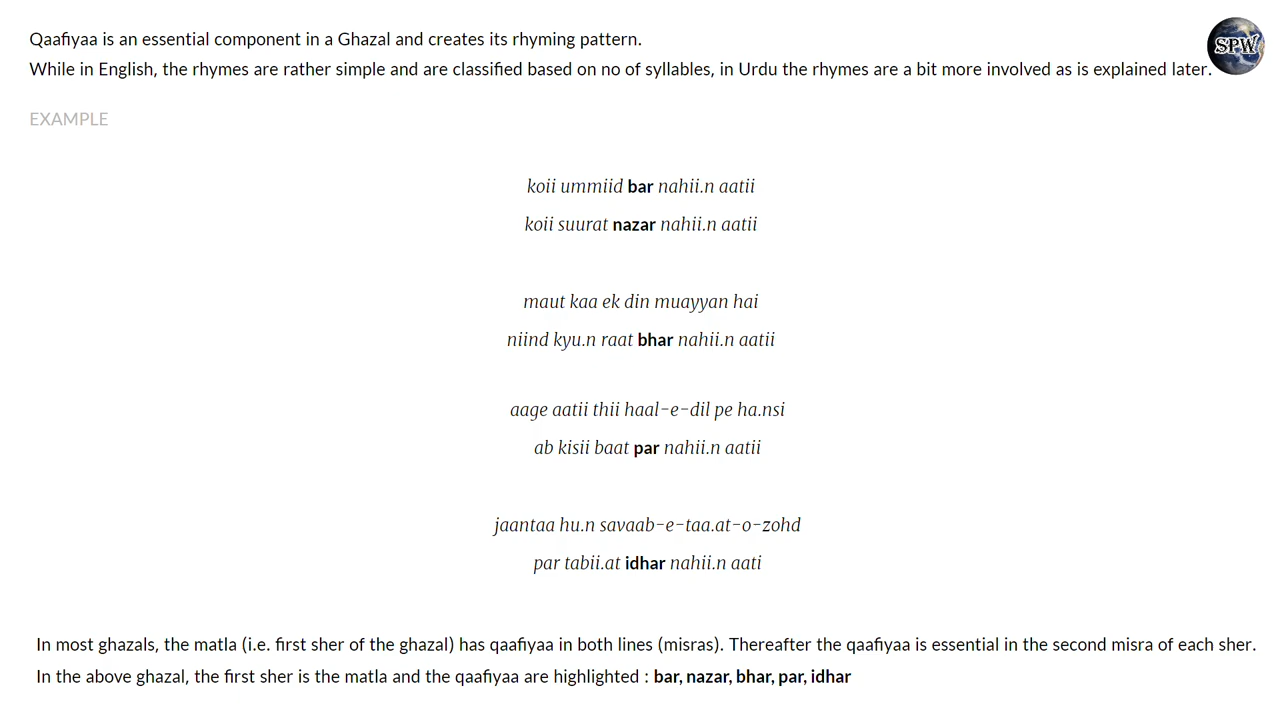 Qaafiyaa is an essential component in a Ghazal and creates its rhyming pattern.
While in English, the rhymes are rather simple and are classified based on no of syllables, in Urdu the rhymes are a bit more involved as is explained later.
SPW
EXAMPLE
koii ummiid bar nahii.n aatii
koii suurat nazar nahii.n aatii
maut kaa ek din muayyan hai
niind kyu.n raat bhar nahii.n aatii
aage aatii thii haal-e-dil pe ha.nsi
ab kisii baat par nahii.n aatii
jaantaa hu.n savaab-e-taa.at-o-zohd
par tabii.at idhar nahii.n aati
In most ghazals, the matla (i.e. first sher of the ghazal) has qaafiyaa in both lines (misras). Thereafter the qaafiyaa is essential in the second misra of each sher.
In the above ghazal, the first sher is the matla and the qaafiyaa are highlighted : bar, nazar, bhar, par, idhar